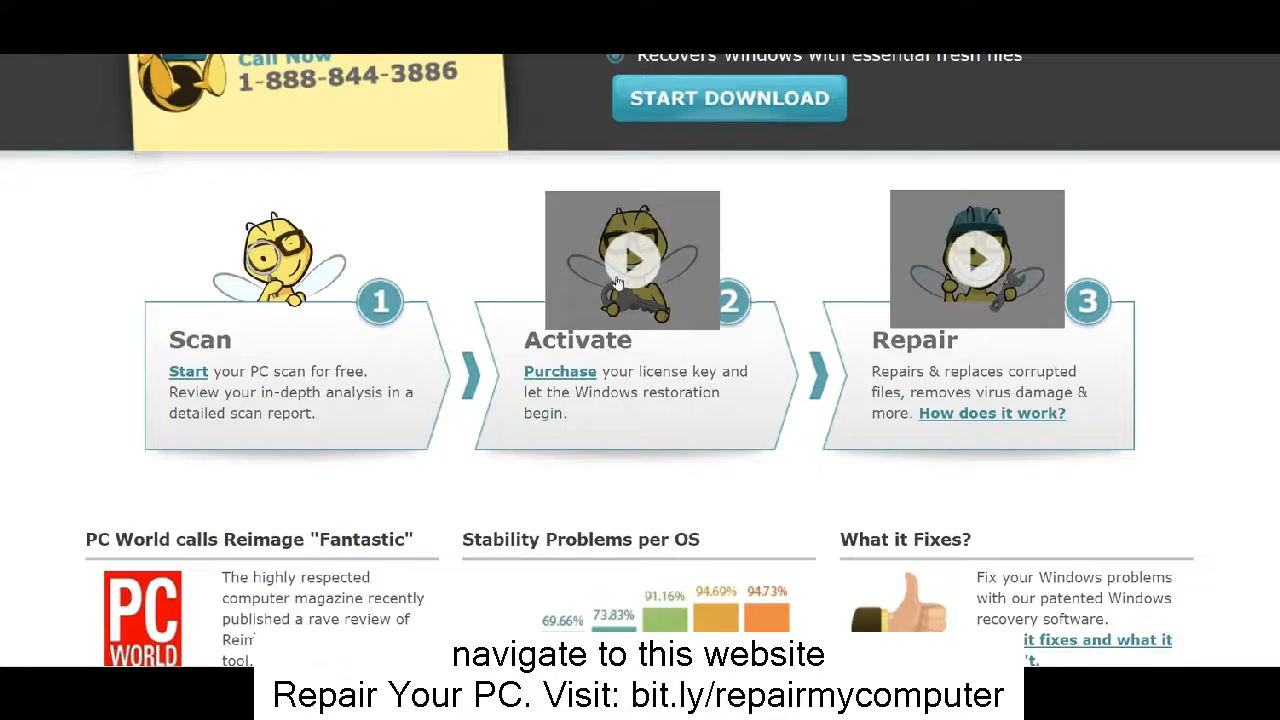 Call Now
1-888-844-3886
Recovers Windows with essential fresh files
START DOWNLOAD
1
2
3
Scan
Start your PC scan for free.
Review your in-depth analysis in a
detailed scan report.
Activate
Purchase your license key and
let the Windows restoration
begin.
Repair
Repairs & replaces corrupted
files, removes virus damage &
more. How does it work?
PC World calls Reimage "Fantastic"
PC
WORLD
The highly respected
computer magazine recently
published a rave review of
tool.
Stability Problems per OS
69.66%
73.83%
91.16%
94.69%
94.73%
What it Fixes?
Fix your Windows problems
with our patented Windows
recovery software.
it fixes and what it
navigate to this website
Repair Your PC. Visit: bit.ly/repairmycomputer